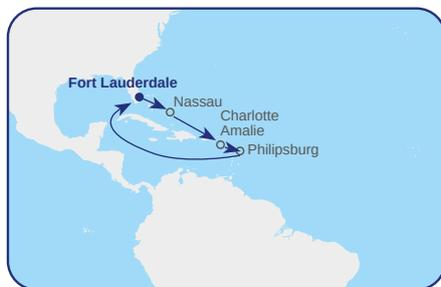 Fort Lauderdale
Nassau
Charlotte
Amalie
Philipsburg